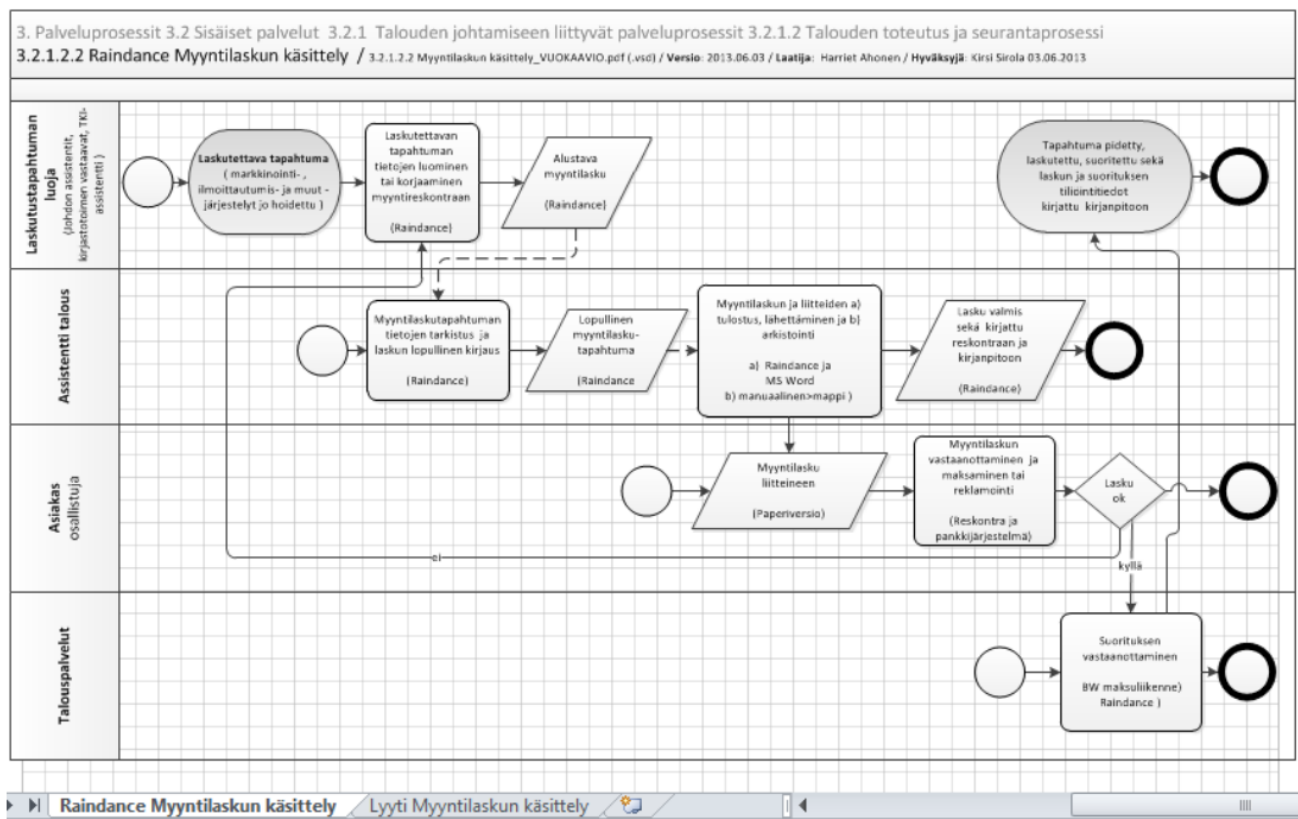 3. Palveluprosessit 3.2 Sisäiset palvelut 3.2.1 Talouden johtamiseen liittyvät palveluprosessit 3.2.1.2 Talouden toteutus ja seurantaprosessi
3.2.1.2.2 Raindance Myyntilaskun käsittely / 3.2.1.2.2 Myyntilaskun käsittely_VUOKAAVIO.pdf (.vsd) / Versio: 2013.06.03 / Laatija: Harriet Ahonen / Hyväksyjä: Kirsi Sirola 03.06.2013
Laskutustapahtuman
luoja
(Johdon assistentit,
kirjastotoimen vastaavat, TKI-
assistentti )
Laskutettava tapahtuma
( markkinointi- ,
ilmoittautumis- ja muut -
järjestelyt jo hoidettu )
Laskutettavan
tapahtuman
tietojen luominen
tai korjaaminen
myyntireskontraan
(Raindance)
Alustava
myyntilasku
(Raindance)
Tapahtuma pidetty,
laskutettu, suoritettu sekä
laskun ja suorituksen
tiliöintitiedot
kirjattu kirjanpitoon
Assistentti talous
Myyntilaskutapahtuman
tietojen tarkistus ja
laskun lopullinen kirjaus
(Raindance)
Lopullinen
myyntilasku-
tapahtuma
(Raindance
Myyntilaskun ja liitteiden a)
tulostus, lähettäminen ja b)
arkistointi
a) Raindance ja
MS Word
b) manuaalinen>mappi )
Lasku valmis
sekä kirjattu
reskontraan ja
kirjanpitoon
(Raindance)
Asiakas
osallistuja
Myyntilasku
liitteineen
(Paperiversio)
Myyntilaskun
vastaanottaminen ja
maksaminen tai
reklamointi
(Reskontra ja
pankkijärjestelmä)
Lasku
ok
ei
kyllä
Talouspalvelut
Suorituksen
vastaanottaminen
BW maksuliikenne)
Raindance )
Raindance Myyntilaskun käsittely
Lyyti Myyntilaskun käsittely